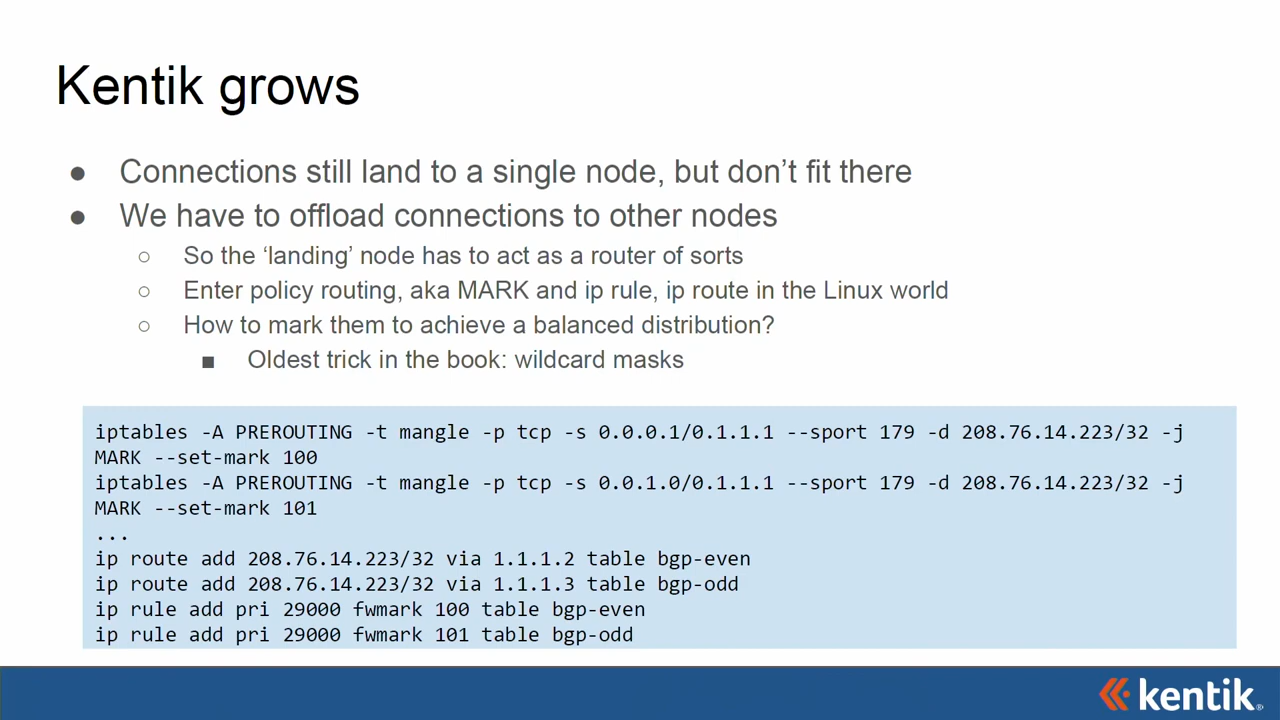 Kentik grows
● Connections still land to a single node, but don’t fit there
● We have to offload connections to other nodes
○ So the ‘landing’ node has to act as a router of sorts
○ Enter policy routing, aka MARK and ip rule, ip route in the Linux world
○ How to mark them to achieve a balanced distribution?
■ Oldest trick in the book: wildcard masks
iptables -A PREROUTING -t mangle -p tcp -s 0.0.0.1/0.1.1.1 --sport 179 -d 208.76.14.223/32 -j
MARK --set-mark 100
iptables -A PREROUTING -t mangle -p tcp -s 0.0.1.0/0.1.1.1 --sport 179 -d 208.76.14.223/32 -j
MARK --set-mark 101
...
ip route add 208.76.14.223/32 via 1.1.1.2 table bgp-even
ip route add 208.76.14.223/32 via 1.1.1.3 table bgp-odd
ip rule add pri 29000 fwmark 100 table bgp-even
ip rule add pri 29000 fwmark 101 table bgp-odd
kentik®